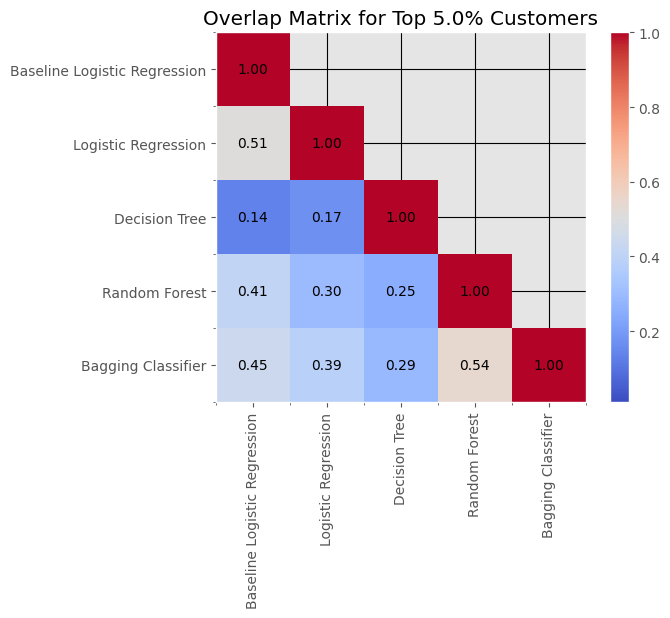 Overlap Matrix for Top 5.0% Customers
Baseline Logistic Regression
1.00
Logistic Regression
0.51
1.00
Decision Tree
0.14
0.17
1.00
Random Forest
0.41
0.30
0.25
1.00
Bagging Classifier
0.45
0.39
0.29
0.54
1.00
Baseline Logistic Regression
Logistic Regression
Decision Tree
Random Forest
Bagging Classifier
1.0
0.8
0.6
0.4
0.2